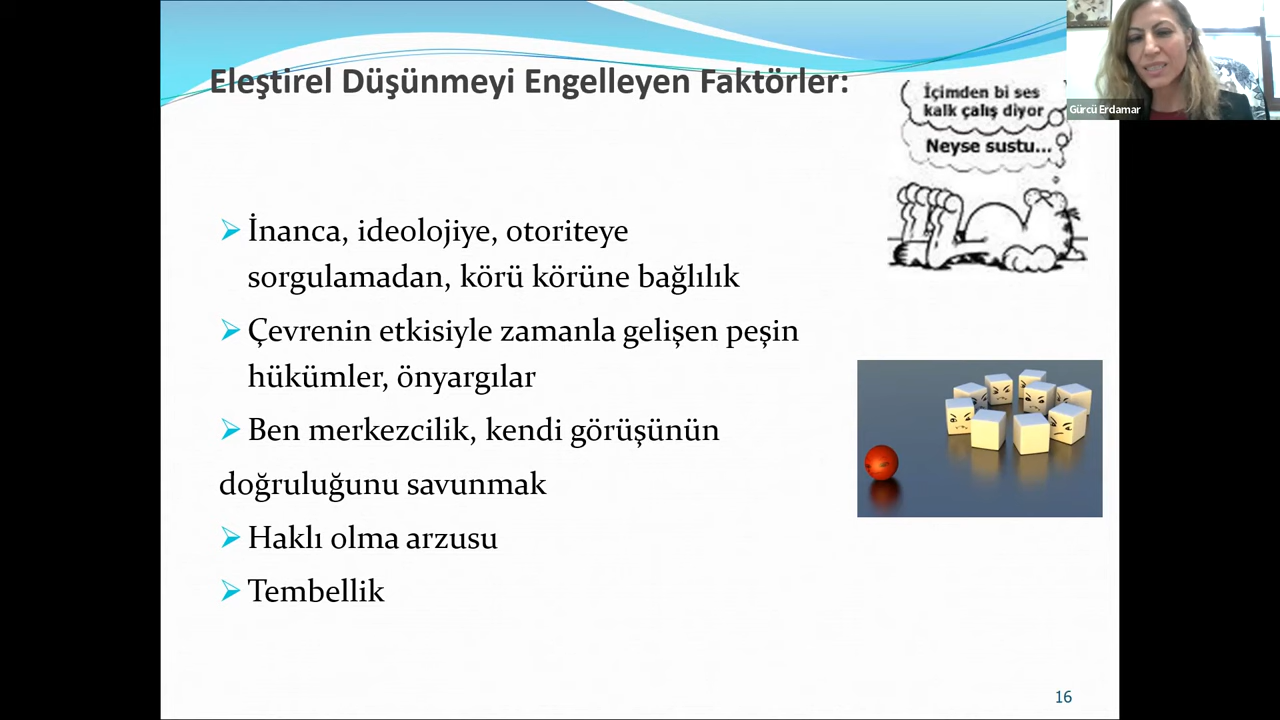 Eleştirel Düşünmeyi Engelleyen Faktörler:
İçimden bi ses
kalk çalış diyor
Neyse sustu...
Gürcü Erdamar
İnanca, ideolojiye, otoriteye
sorgulamadan, körü körüne bağlılık
Çevrenin etkisiyle zamanla gelişen peşin
hükümler, önyargılar
Ben merkezcilik, kendi görüşünün
doğruluğunu savunmak
Haklı olma arzusu
Tembellik
16